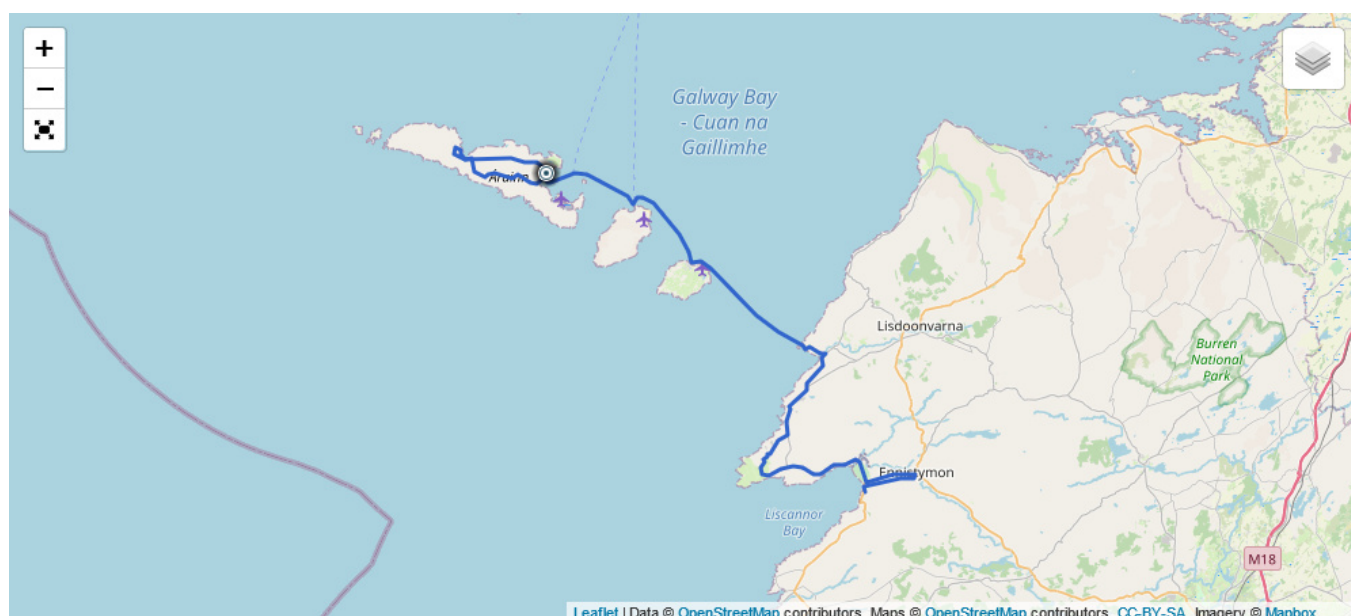 +
−
Galway Bay
- Cuan na
Gaillimhe
Árainn
Lisdoonvarna
Burren
National
Park
Ennistymon
Liscannor
Bay
M18
Leaflet | Data © OpenStreetMap contributors, Maps © OpenStreetMap contributors, CC-BY-SA, Imagery © Mapbox